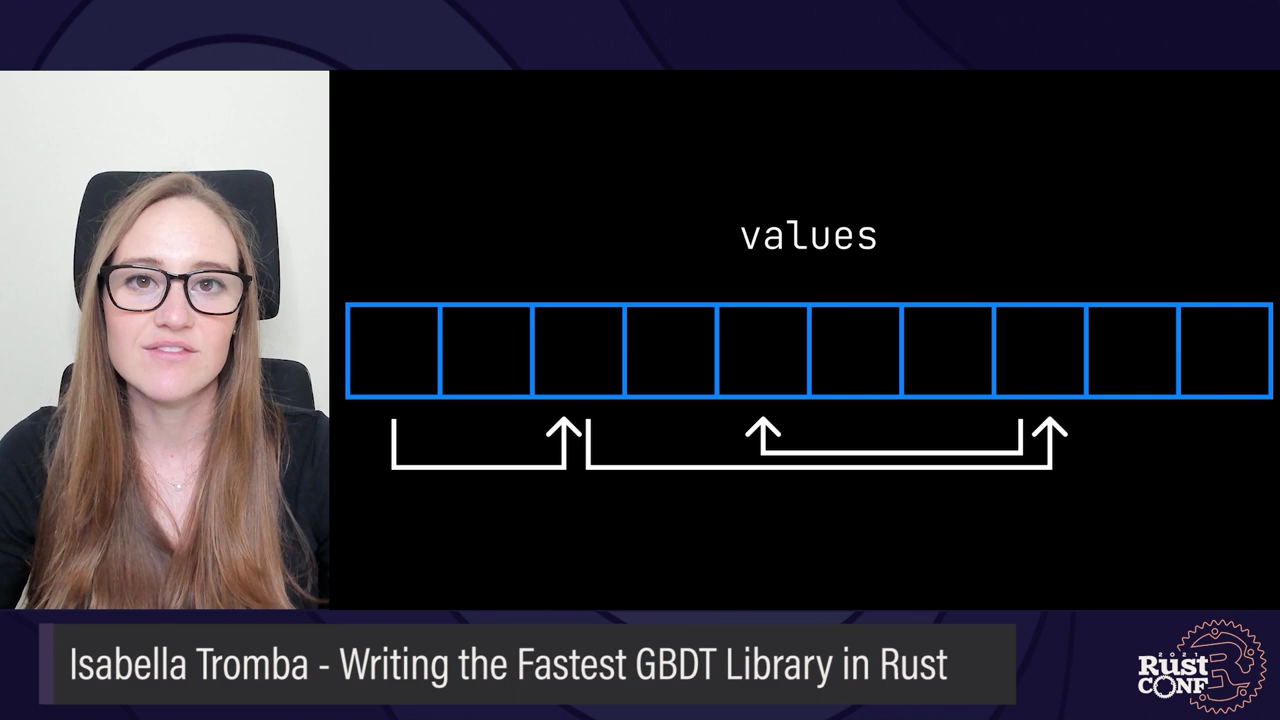 values
Isabella Tromba - Writing the Fastest GBDT Library in Rust
Rust
CONF